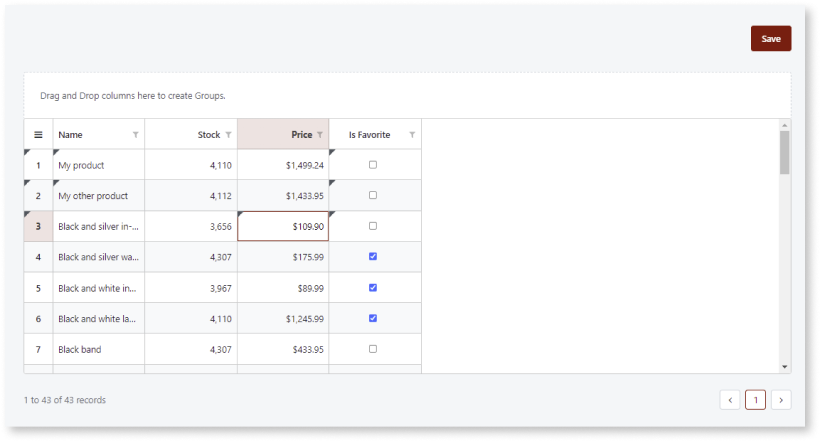 Save
Drag and Drop columns here to create Groups.
Name Stock Price Is Favorite
1 My product 4,110 $1,499.24
2 My other product 4,112 $1,433.95
3 Black and silver in-... 3,656 $109.90
4 Black and silver wa... 4,307 $175.99
5 Black and white in... 3,967 $89.99
6 Black and white la... 4,110 $1,245.99
7 Black band 4,307 $433.95
1 to 43 of 43 records 1